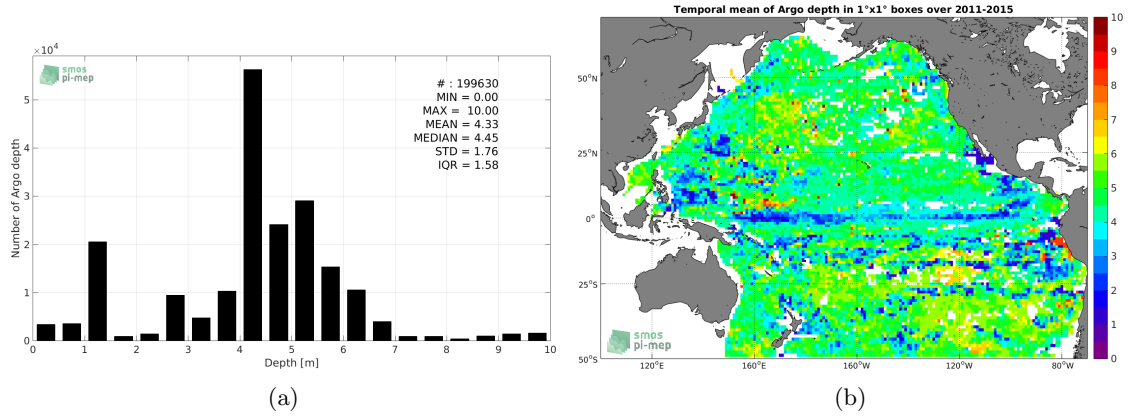 ×10⁴
smos
pi-mep
# : 199630
MIN = 0.00
MAX = 10.00
MEAN = 4.33
MEDIAN = 4.45
STD = 1.76
IQR = 1.58
Number of Argo depth
5
4
3
2
1
0
0 1 2 3 4 5 6 7 8 9 10
Depth [m]
(a)
Temporal mean of Argo depth in 1°x1° boxes over 2011-2015
50°N
25°N
0°
25°S
50°S
120°E 160°E 160°W 120°W 80°W
smos
pi-mep
10
9
8
7
6
5
4
3
2
1
0
(b)